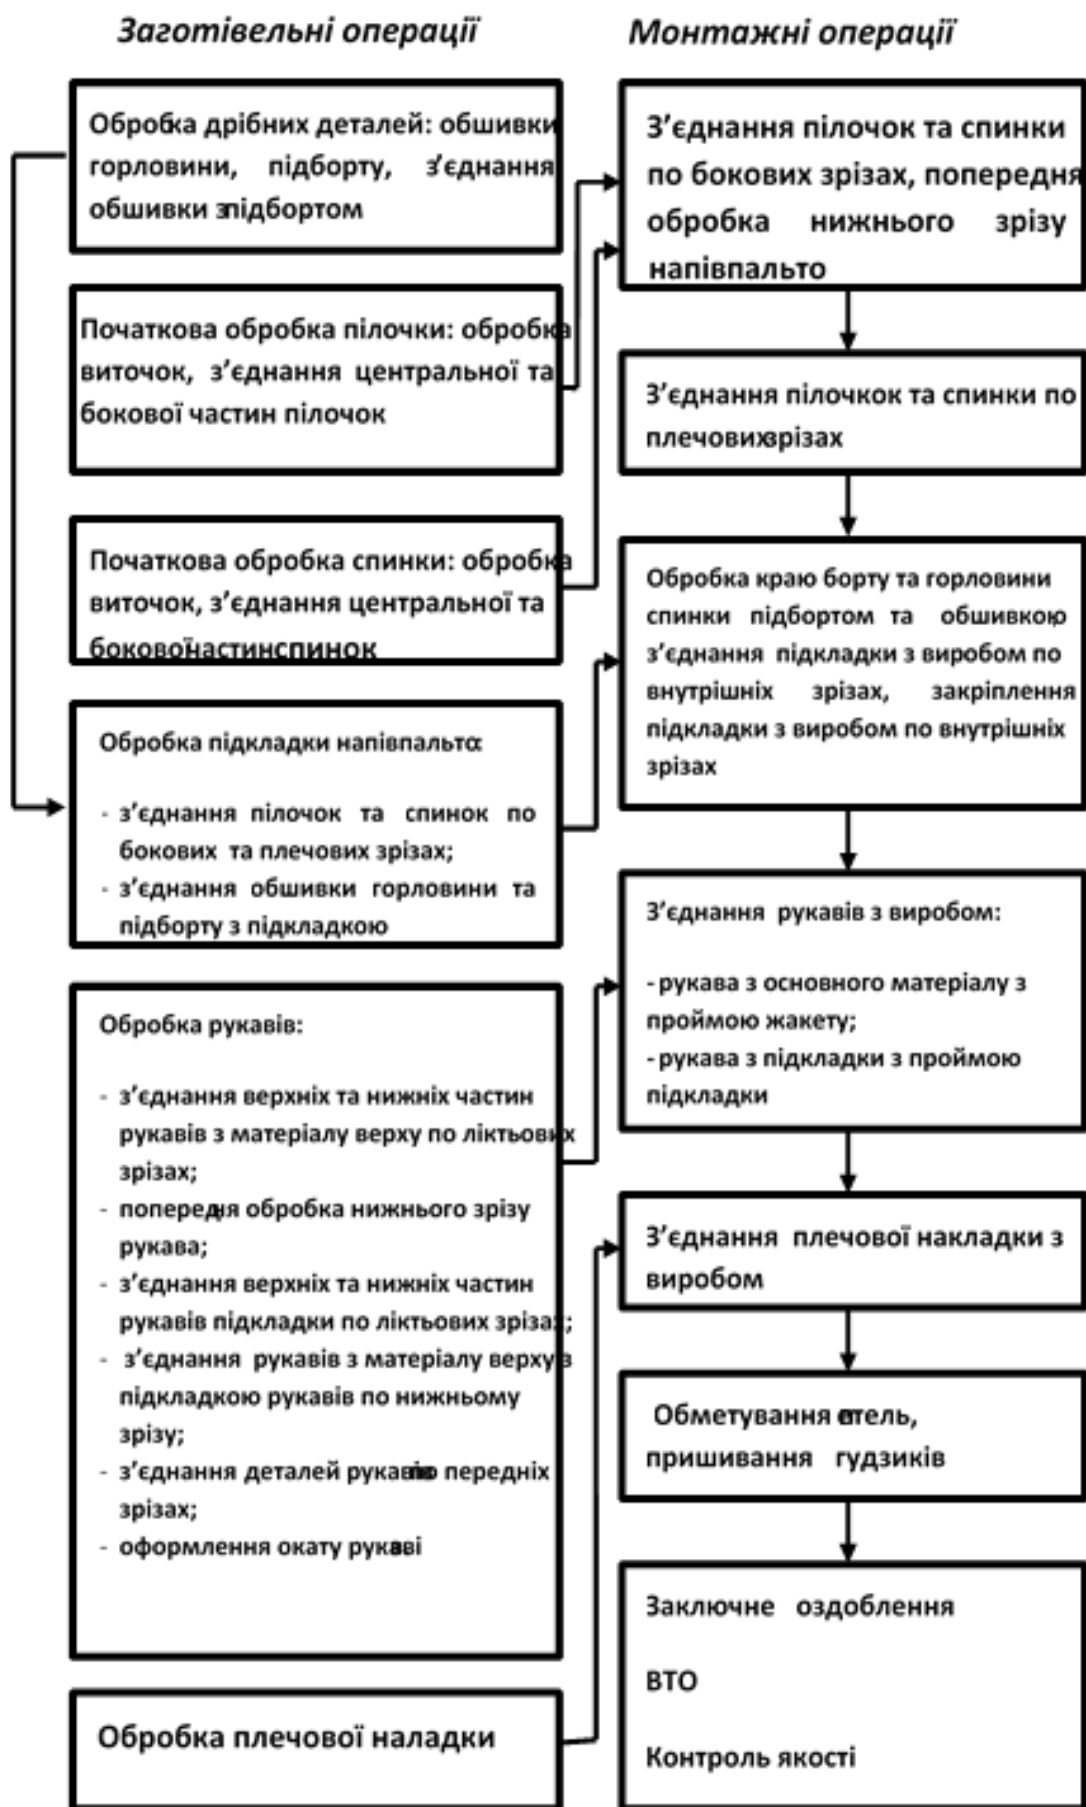 Заготівельні операції
Обробка дрібних деталей: обшивки
горловини, підборту, з’єднання
обшивки з підбортом
Початкова обробка пілочки: обробка
виточок, з’єднання центральної та
бокової частин пілочок
Початкова обробка спинки: обробка
виточок, з’єднання центральної та
бокової частин спинок
Обробка підкладки напівпальто:
- з’єднання пілочок та спинок по
бокових та плечових зрізах;
- з’єднання обшивки горловини та
підборту з підкладкою
Обробка рукавів:
- з’єднання верхніх та нижніх частин
рукавів з матеріалу верху по ліктьових
зрізах;
- попередня обробка нижнього зрізу
рукава;
- з’єднання верхніх та нижніх частин
рукавів підкладки по ліктьових зрізах;
- з’єднання рукавів з матеріалу верху з
підкладкою рукавів по нижньому
зрізу;
- з’єднання деталей рукавів по передніх
зрізах;
- оформлення окату рукаві
Обробка плечової наладки
Монтажні операції
З’єднання пілочок та спинки
по бокових зрізах, попередня
обробка нижнього зрізу
напівпальто
З’єднання пілочкок та спинки по
плечових зрізах
Обробка краю борту та горловини
спинки підбортом та обшивкою,
з’єднання підкладки з виробом по
внутрішніх зрізах, закріплення
підкладки з виробом по внутрішніх
зрізах
З’єднання рукавів з виробом:
- рукава з основного матеріалу з
проймою жакету;
- рукава з підкладки з проймою
підкладки
З’єднання плечової накладки з
виробом
Обметування петель,
пришивання гудзиків
Заключне оздоблення
ВТО
Контроль якості